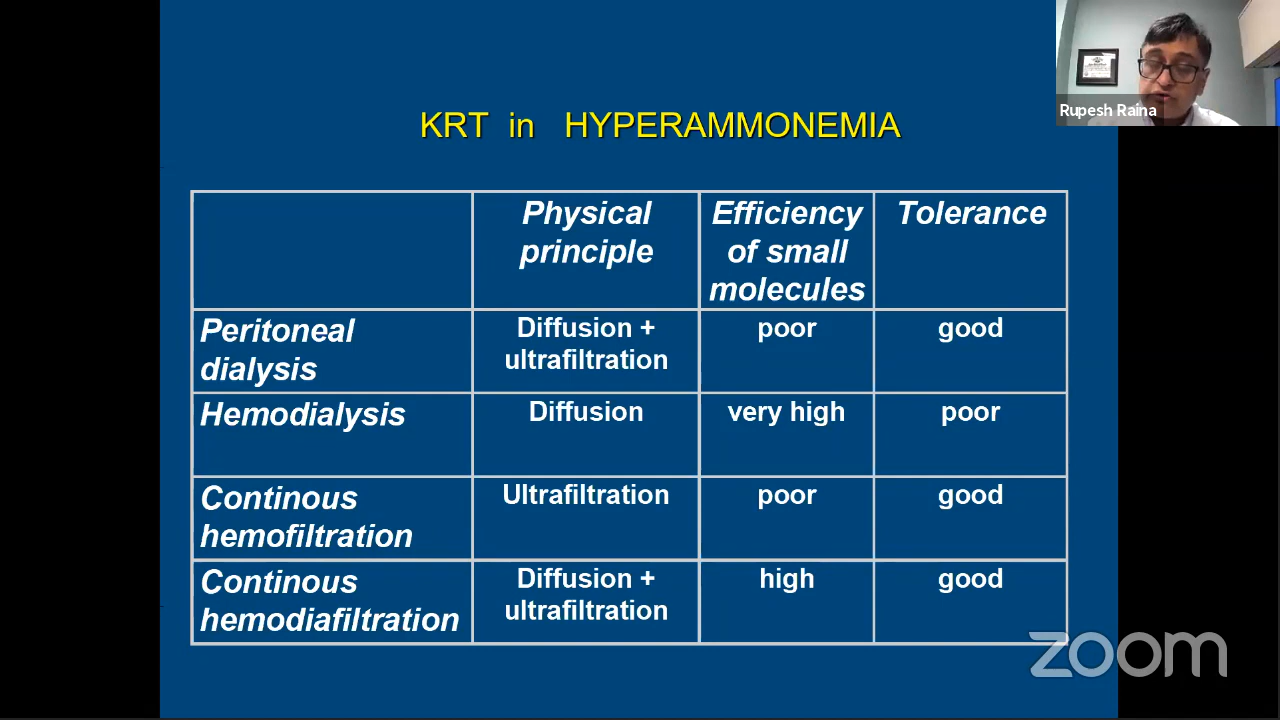 Rupesh Raina
KRT in HYPERAMMONEMIA
Physical
principle
Efficiency
of small
molecules
Tolerance
Peritoneal
dialysis
Diffusion +
ultrafiltration
poor
good
Hemodialysis
Diffusion
very high
poor
Continous
hemofiltration
Ultrafiltration
poor
good
Continous
hemodiafiltration
Diffusion +
ultrafiltration
high
good
zoom